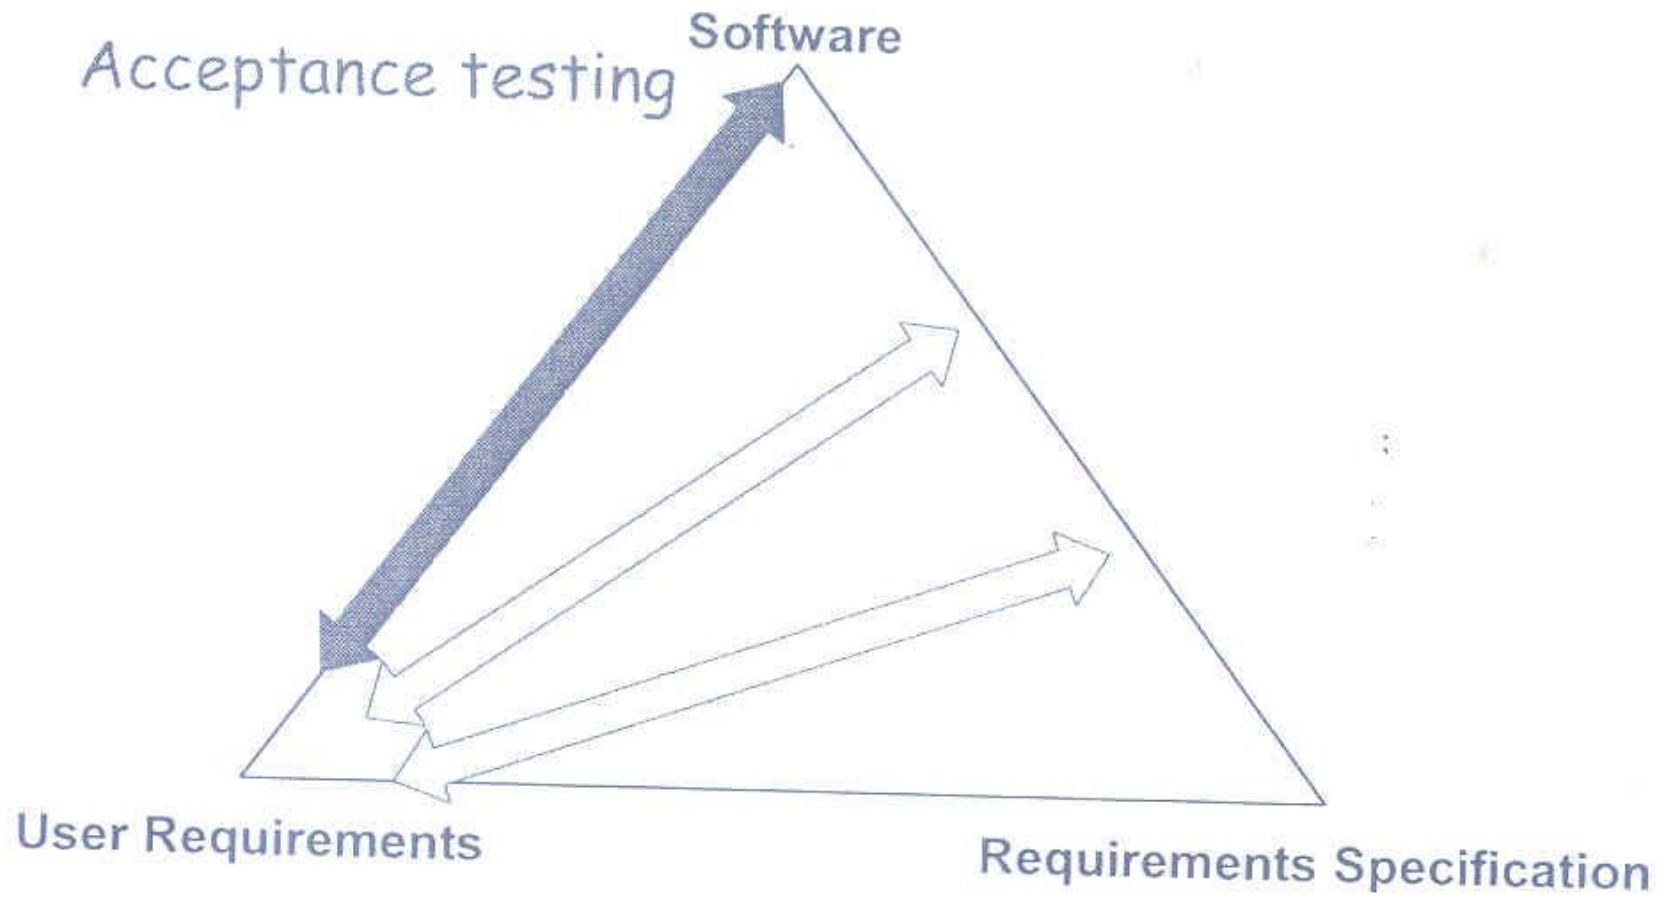 Software
Acceptance testing
User Requirements
Requirements Specification